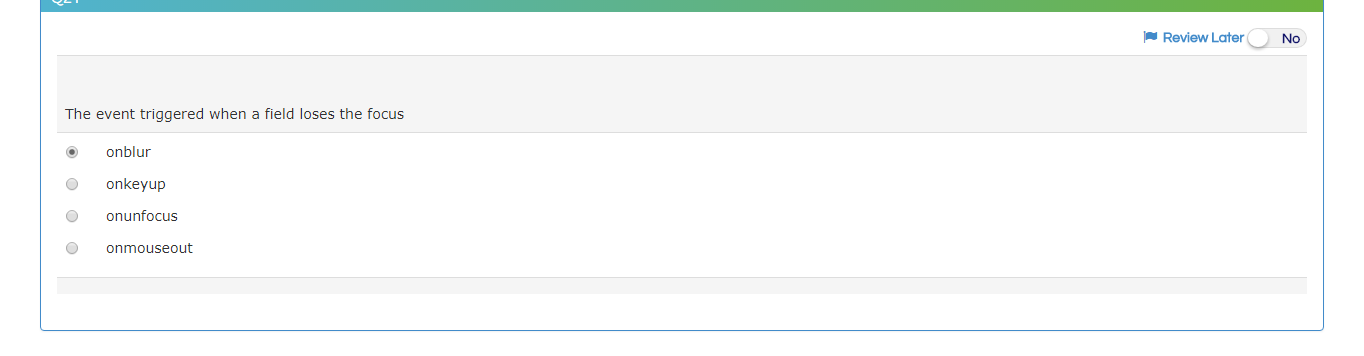 Review Later No
The event triggered when a field loses the focus
onblur
onkeyup
onunfocus
onmouseout